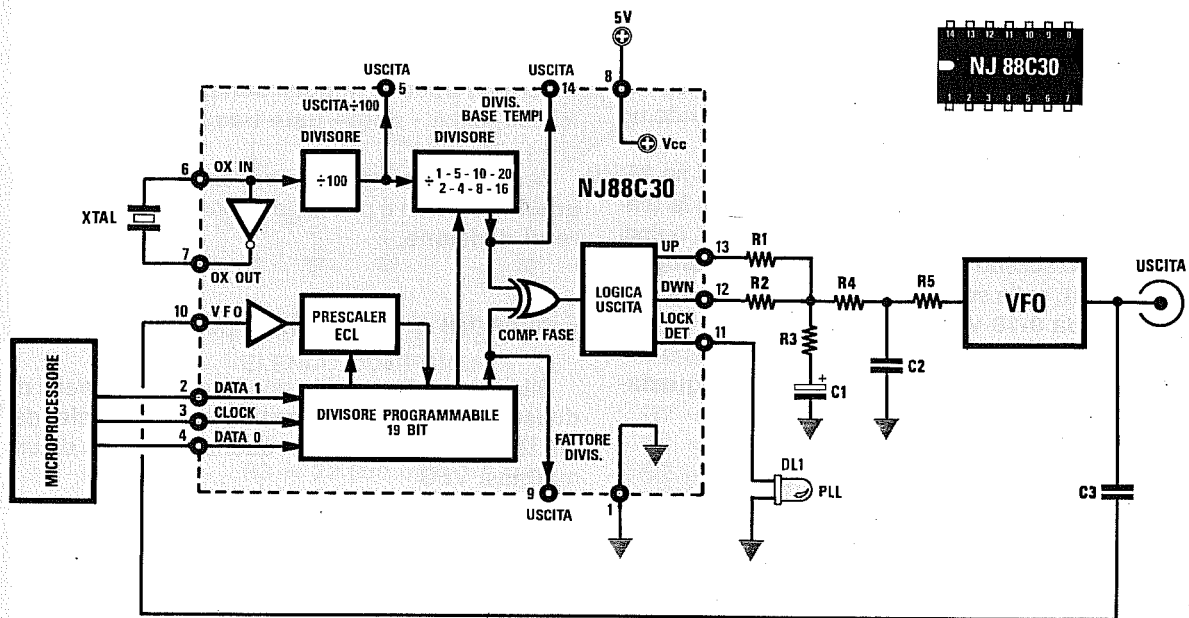 5V
14 13 12 11 10 9 8
NJ 88C30
1 2 3 4 5 6 7
USCITA
5
USCITA÷100
USCITA
14
DIVIS.
BASE TEMPI
8
Vcc
DIVISORE
÷100
DIVISORE
÷ 1 - 5 - 10 - 20
2 - 4 - 8 - 16
NJ88C30
6
OX IN
XTAL
7
OX OUT
10
VFO
PRESCALER
ECL
COMP. FASE
LOGICA
USCITA
UP
13
R1
DWN
12
R2
LOCK
DET
11
R3
R4
R5
VFO
USCITA
C1
+
C2
C3
MICROPROCESSORE
2
DATA 1
3
CLOCK
4
DATA 0
DIVISORE PROGRAMMABILE
19 BIT
FATTORE
DIVIS.
9
USCITA
1
DL1
PLL